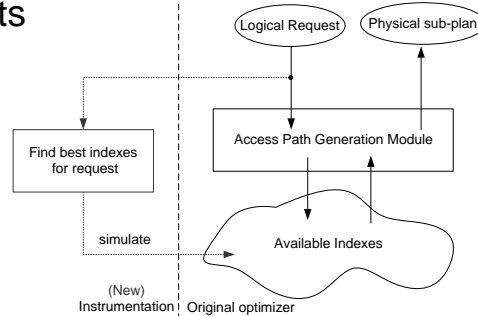 ts
Logical Request
Physical sub-plan
Access Path Generation Module
Find best indexes
for request
simulate
Available Indexes
(New)
Instrumentation
Original optimizer